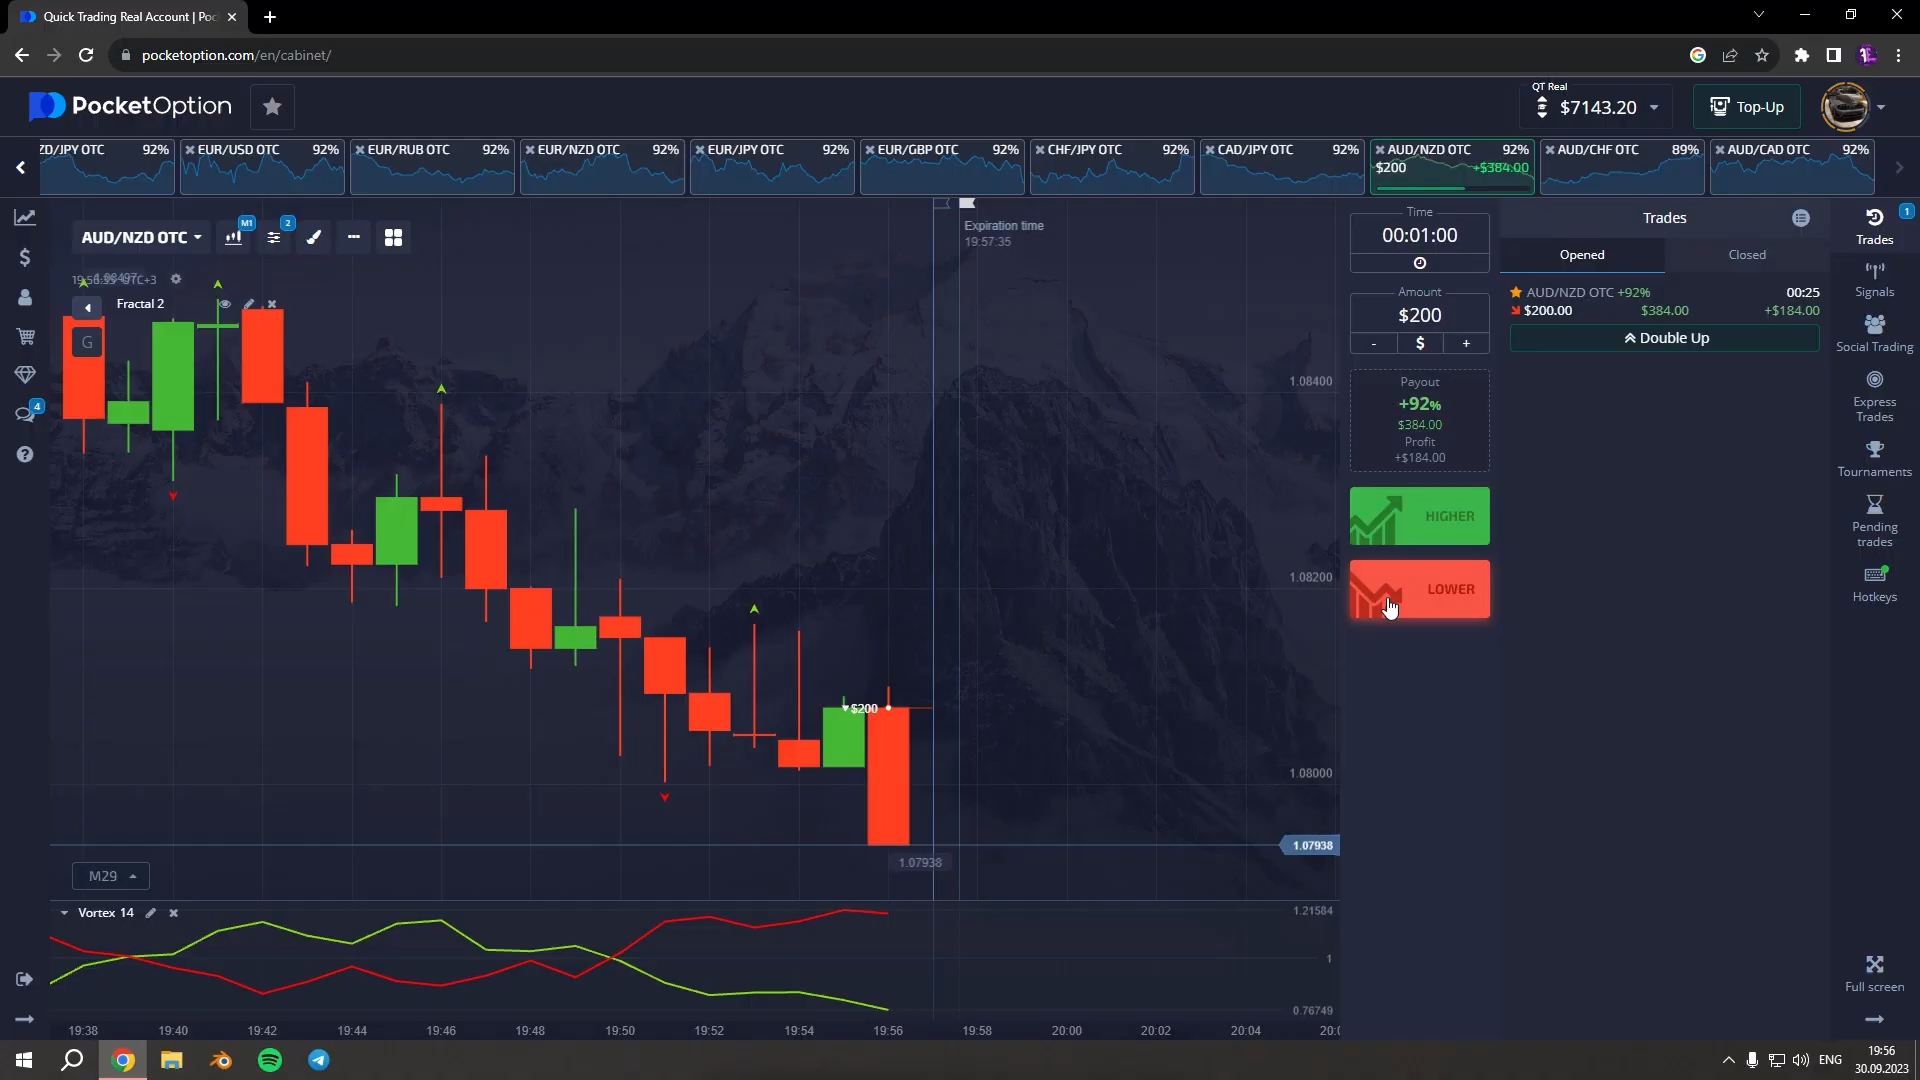 Quick Trading Real Account | Poc
pocketoption.com/en/cabinet/
PocketOption
QT Real
$7143.20
Top-Up
ZD/JPY OTC 92%
EUR/USD OTC 92%
EUR/RUB OTC 92%
EUR/NZD OTC 92%
EUR/JPY OTC 92%
EUR/GBP OTC 92%
CHF/JPY OTC 92%
CAD/JPY OTC 92%
AUD/NZD OTC 92%
$200 +$384.00
AUD/CHF OTC 89%
AUD/CAD OTC 92%
AUD/NZD OTC
M1
2
Expiration time
19:57:35
UTC+3
Fractal 2
G
$200
1.08400
1.08200
1.08000
1.07938
1.07938
M29
Vortex 14
1.21584
1
0.76749
19:38 19:40 19:42 19:44 19:46 19:48 19:50 19:52 19:54 19:56 19:58 20:00 20:02 20:04 20:0
Time
00:01:00
Amount
$200
- $ +
Payout
+92%
$384.00
Profit
+$184.00
HIGHER
LOWER
Trades
Opened Closed
AUD/NZD OTC +92% 00:25
$200.00 $384.00 +$184.00
Double Up
1
Trades
Signals
Social Trading
Express
Trades
Tournaments
Pending
trades
Hotkeys
Full screen
4
ENG
19:56
30.09.2023